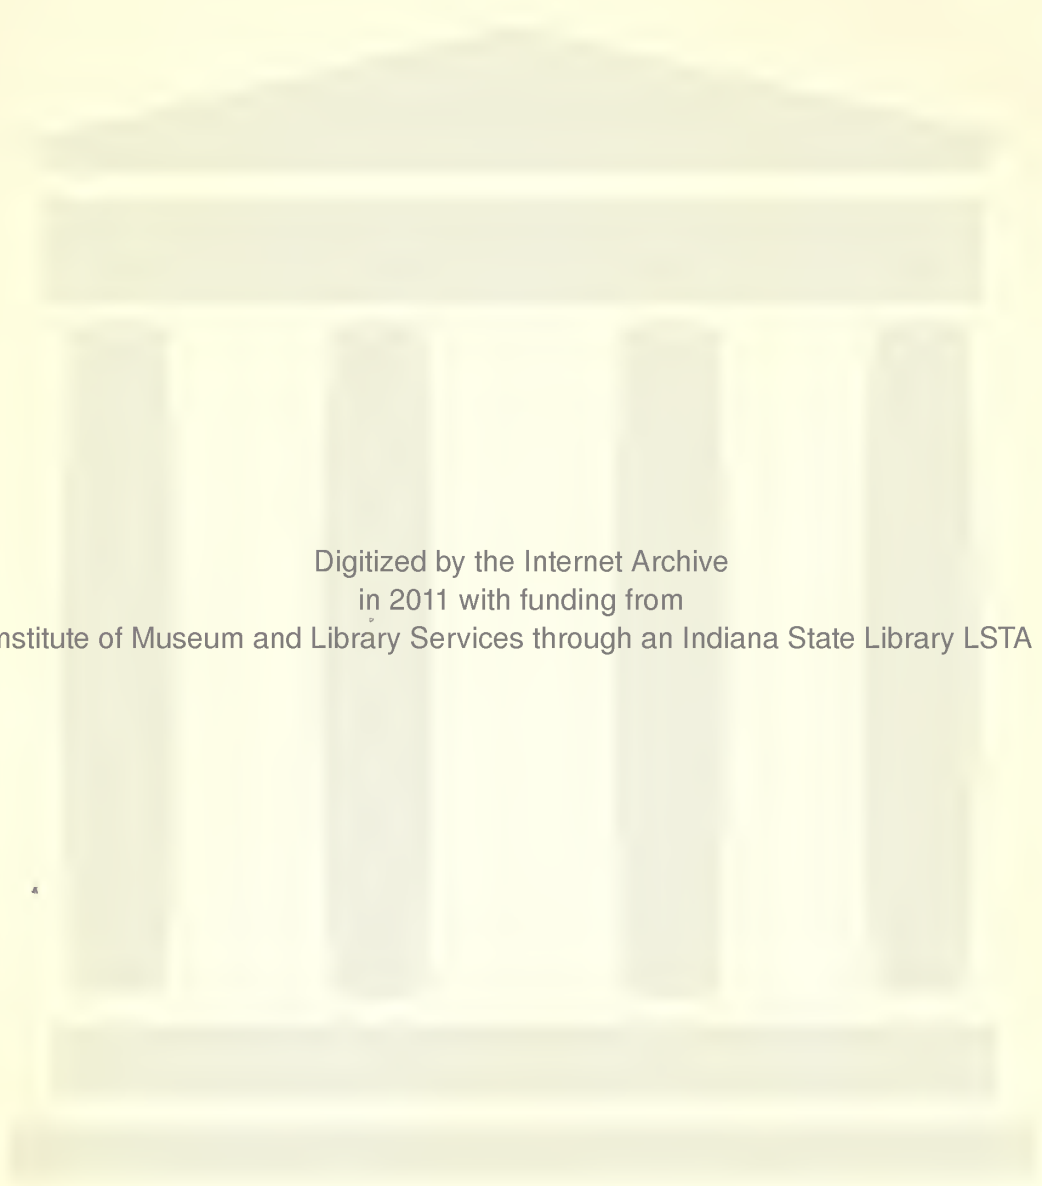 Digitized by the Internet Archive
in 2011 with funding from
nstitute of Museum and Library Services through an Indiana State Library LSTA